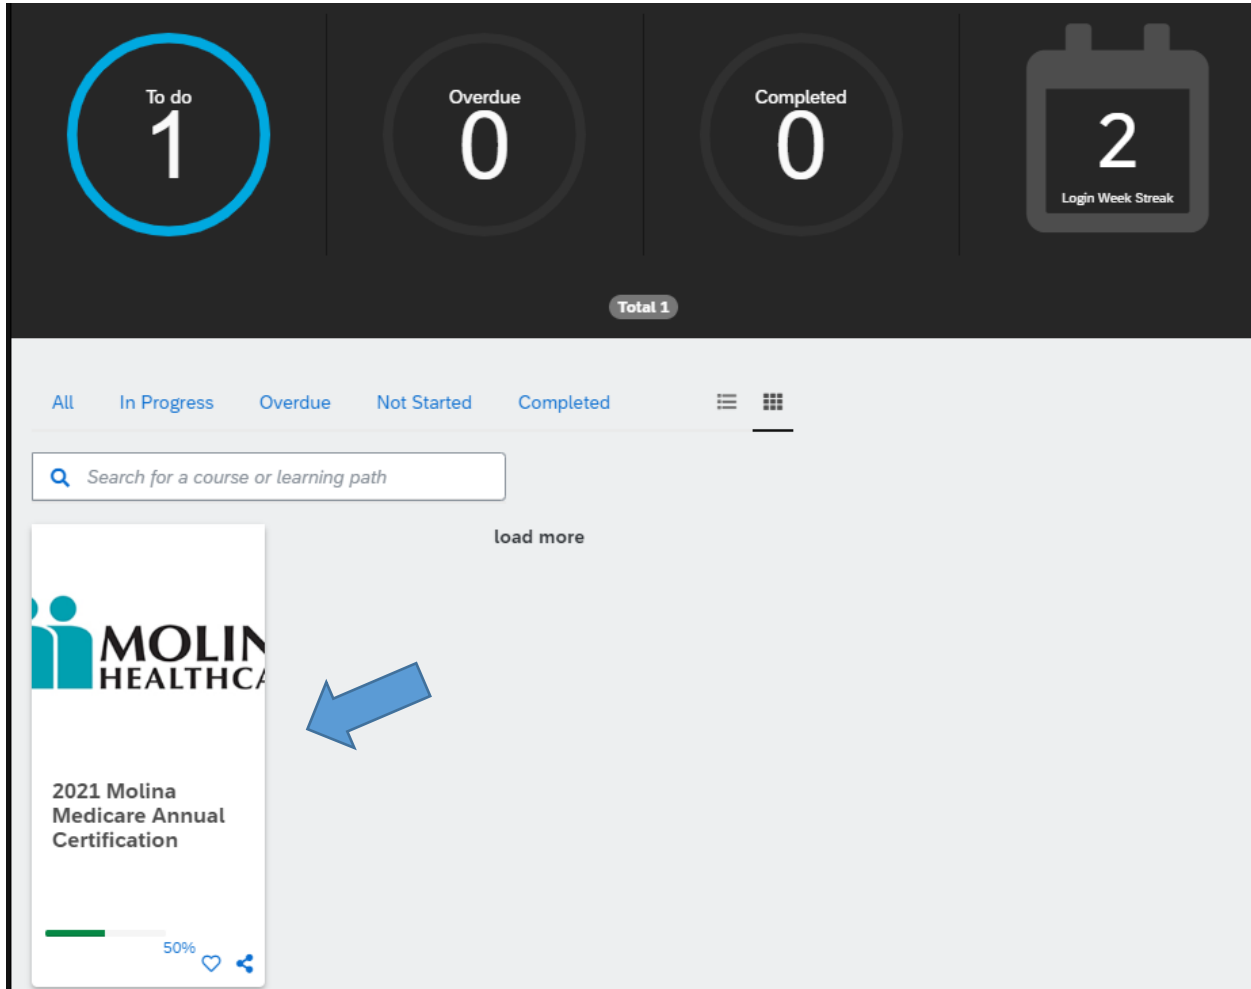 To do
1
Overdue
0
Completed
0
2
Login Week Streak
Total 1
All In Progress Overdue Not Started Completed
Search for a course or learning path
load more
MOLIN
HEALTHCA
2021 Molina
Medicare Annual
Certification
50%